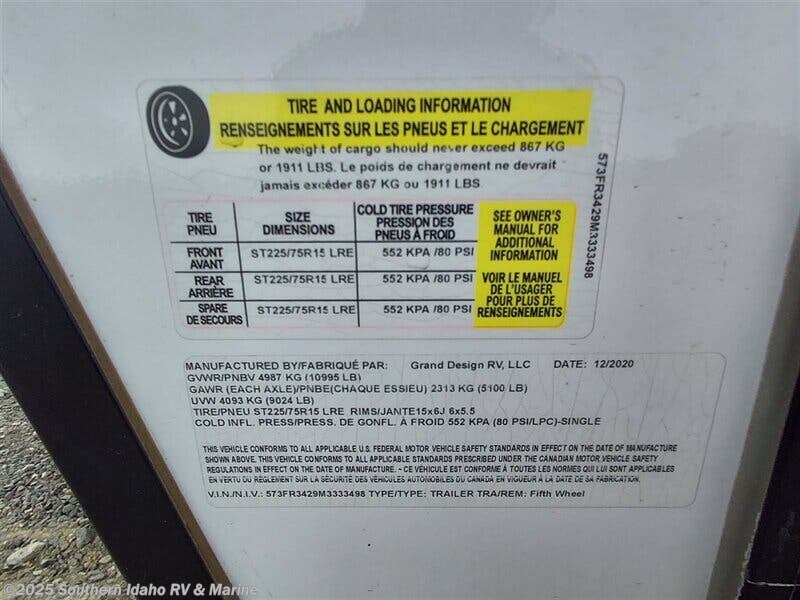 TIRE AND LOADING INFORMATION
RENSEIGNEMENTS SUR LES PNEUS ET LE CHARGEMENT
The weight of cargo should never exceed 867 KG
or 1911 LBS. Le poids de chargement ne devrait
jamais excéder 867 KG ou 1911 LBS
573FR3429M3333498
TIRE
PNEU
SIZE
DIMENSIONS
COLD TIRE PRESSURE
PRESSION DES
PNEUS À FROID
SEE OWNER'S
MANUAL FOR
ADDITIONAL
INFORMATION
VOIR LE MANUEL
DE L'USAGER
POUR PLUS DE
RENSEIGNEMENTS
FRONT
AVANT
ST225/75R15 LRE
552 KPA /80 PSI
REAR
ARRIÈRE
ST225/75R15 LRE
552 KPA /80 PSI
SPARE
DE SECOURS
ST225/75R15 LRE
552 KPA /80 PSI
MANUFACTURED BY/FABRIQUÉ PAR: Grand Design RV, LLC DATE: 12/2020
GVWR/PNBV 4987 KG (10995 LB)
GAWR (EACH AXLE)/PNBE(CHAQUE ESSIEU) 2313 KG (5100 LB)
UVW 4093 KG (9024 LB)
TIRE/PNEU ST225/75R15 LRE RIMS/JANTE15x6J 6x5.5
COLD INFL. PRESS/PRESS. DE GONFL. À FROID 552 KPA (80 PSI/LPC)-SINGLE
THIS VEHICLE CONFORMS TO ALL APPLICABLE U.S. FEDERAL MOTOR VEHICLE SAFETY STANDARDS IN EFFECT ON THE DATE OF MANUFACTURE
SHOWN ABOVE. THIS VEHICLE CONFORMS TO ALL APPLICABLE STANDARDS PRESCRIBED UNDER THE CANADIAN MOTOR VEHICLE SAFETY
REGULATIONS IN EFFECT ON THE DATE OF MANUFACTURE. - CE VÉHICULE EST CONFORME À TOUTES LES NORMES QUI LUI SONT APPLICABLES
EN VERTU DU RÈGLEMENT SUR LA SÉCURITÉ DES VÉHICULES AUTOMOBILES DU CANADA EN VIGUEUR À LA DATE DE SA FABRICATION.
V.I.N./N.I.V.: 573FR3429M3333498 TYPE/TYPE: TRAILER TRA/REM: Fifth Wheel
©2025 Southern Idaho RV & Marine